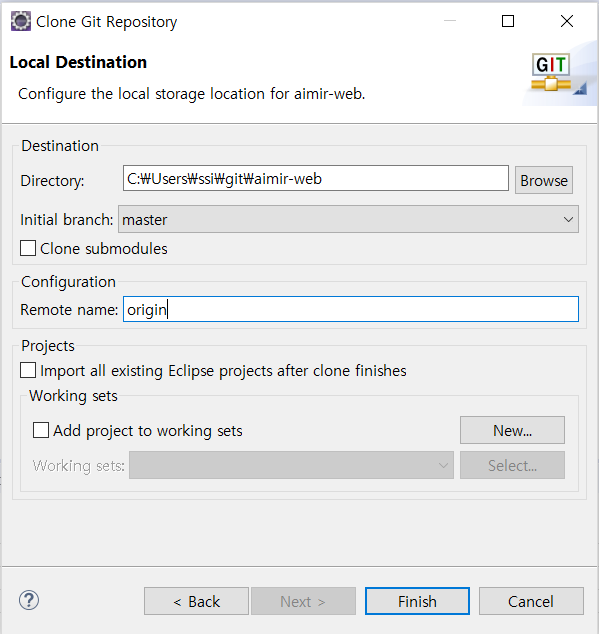 Clone Git Repository
Local Destination
Configure the local storage location for aimir-web.
GIT
Destination
Directory: C:₩Users₩ssi₩git₩aimir-web Browse
Initial branch: master
Clone submodules
Configuration
Remote name: origin
Projects
Import all existing Eclipse projects after clone finishes
Working sets
Add project to working sets New...
Working sets: Select...
? < Back Next > Finish Cancel